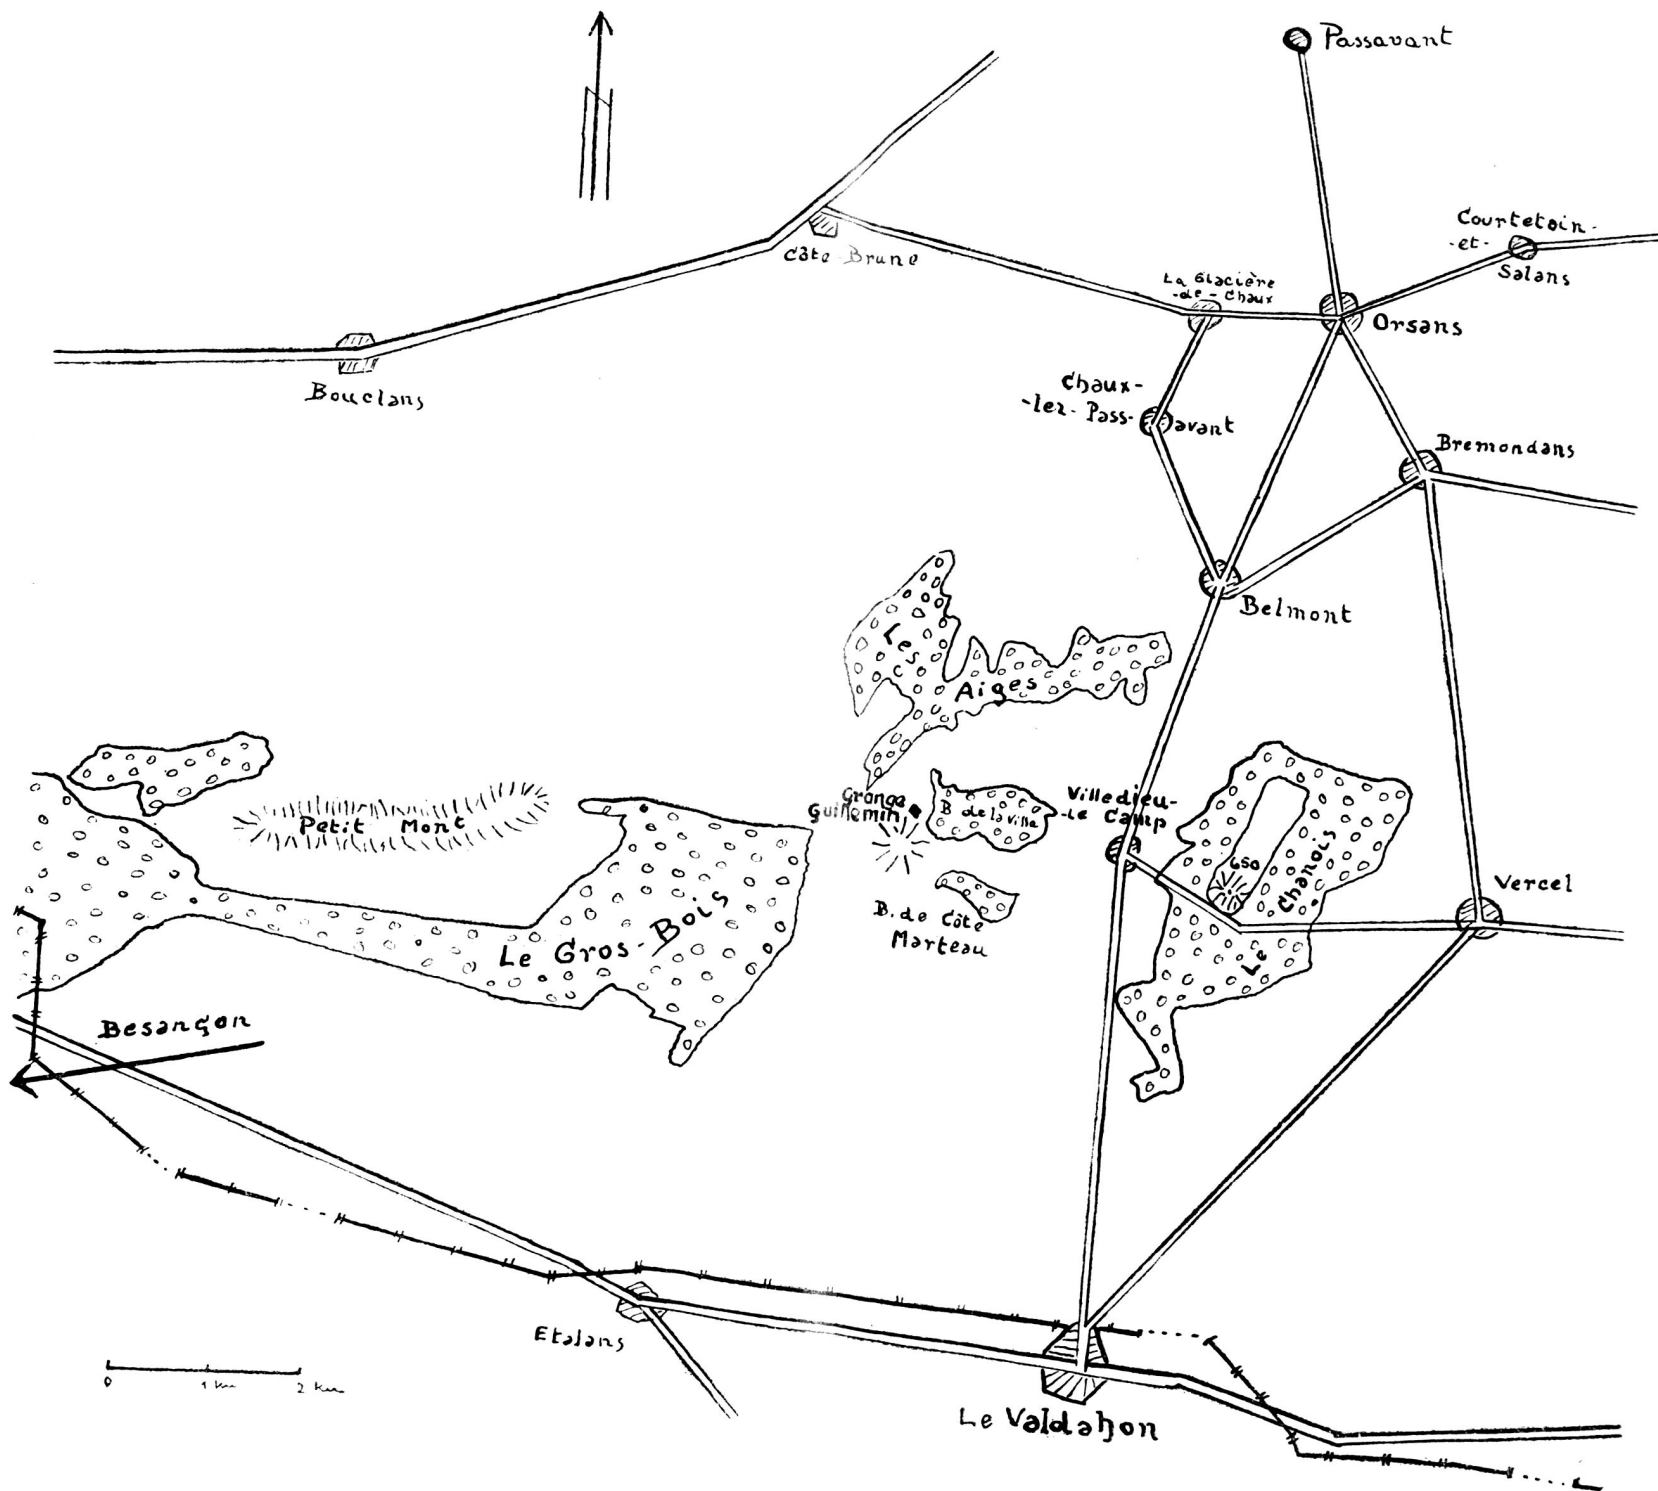 Passavant
Courtetain-
-et-
Salans
Côte-Brune
La Glacière
-de-Chaux
Orsans
Bouclans
Chaux-
-lez-Pass-avant
Bremondans
Belmont
Les
Aiges
Petit Mont
Grange
Guillemin
B de la Ville
Villedieu-
-Le Camp
650
Le Chanois
Vercel
B. de Côte
Marteau
Le Gros-Bois
Besançon
Etalans
0 1 km 2 km
Le Valdahon